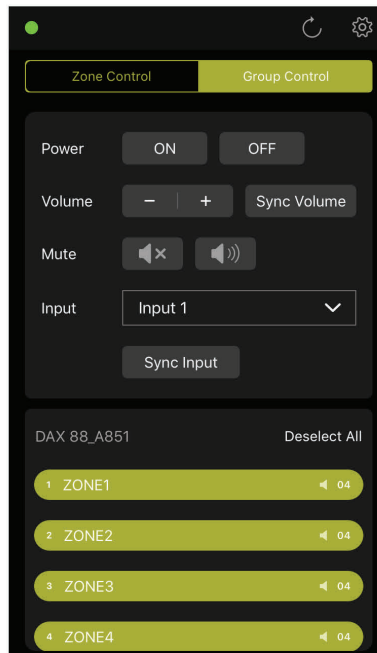 Zone Control Group Control
Power ON OFF
Volume − + Sync Volume
Mute
Input Input 1
Sync Input
DAX 88_A851 Deselect All
1 ZONE1 04
2 ZONE2 04
3 ZONE3 04
4 ZONE4 04